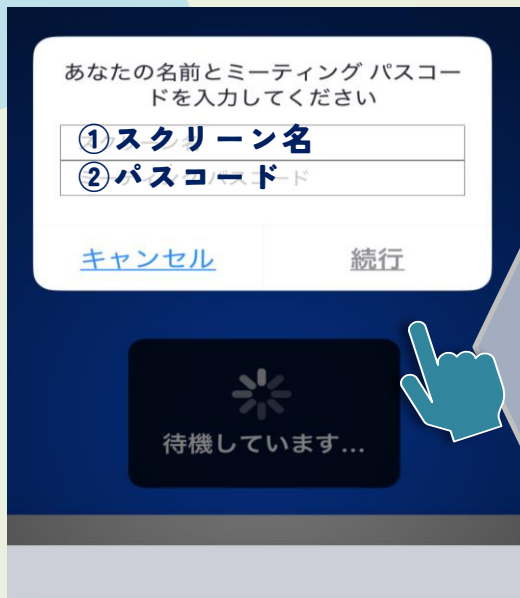 あなたの名前とミーティング パスコー
ドを入力してください
①スクリーン名
②パスコード
キャンセル
続行
待機しています...